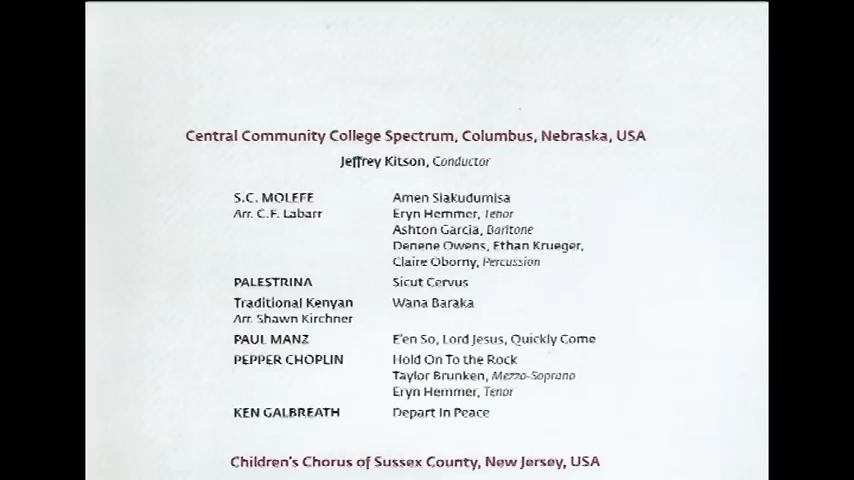 Central Community College Spectrum, Columbus, Nebraska, USA
Jeffrey Kitson, Conductor
S.C. MOLEFE Amen Siakudumisa
Arr. C.F. Labarr Eryn Hemmer, Tenor
Ashton Garcia, Baritone
Denene Owens, Ethan Krueger,
Claire Oborny, Percussion
PALESTRINA Sicut Cervus
Traditional Kenyan Wana Baraka
Arr. Shawn Kirchner
PAUL MANZ E'en So, Lord Jesus, Quickly Come
PEPPER CHOPLIN Hold On To the Rock
Taylor Brunken, Mezzo-Soprano
Eryn Hemmer, Tenor
KEN GALBREATH Depart In Peace
Children's Chorus of Sussex County, New Jersey, USA